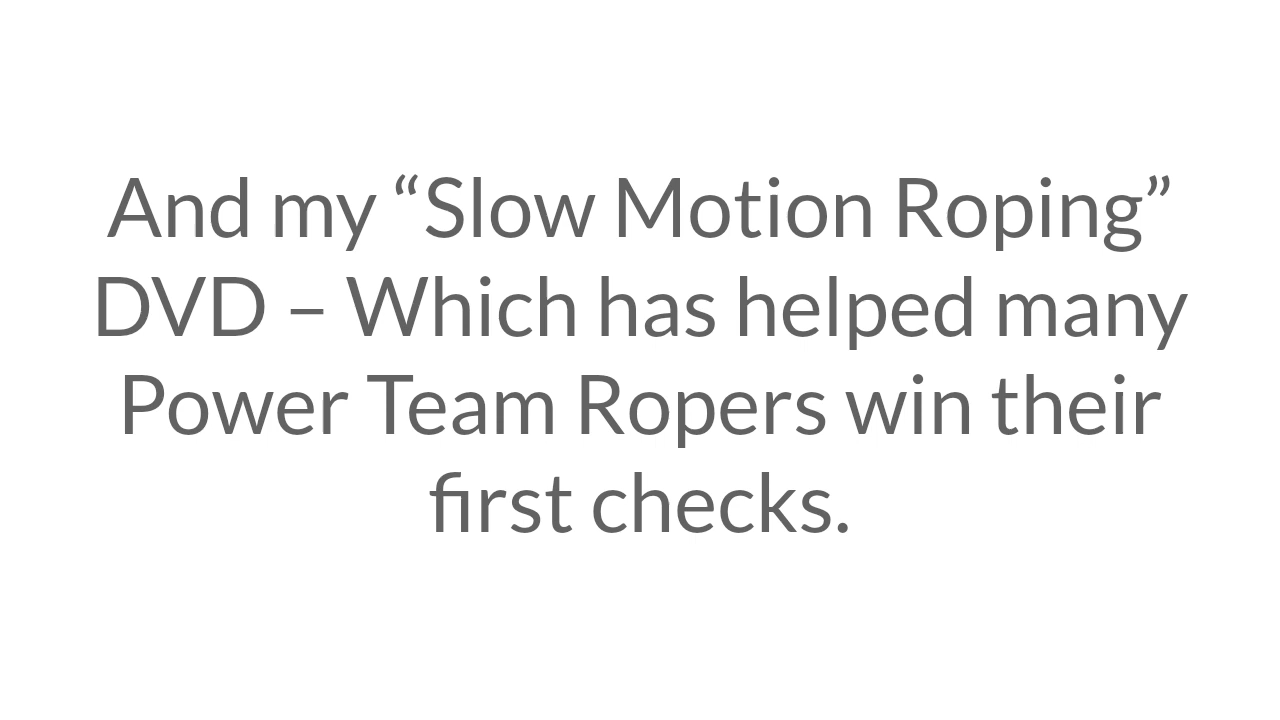 And my “Slow Motion Roping”
DVD – Which has helped many
Power Team Ropers win their
first checks.